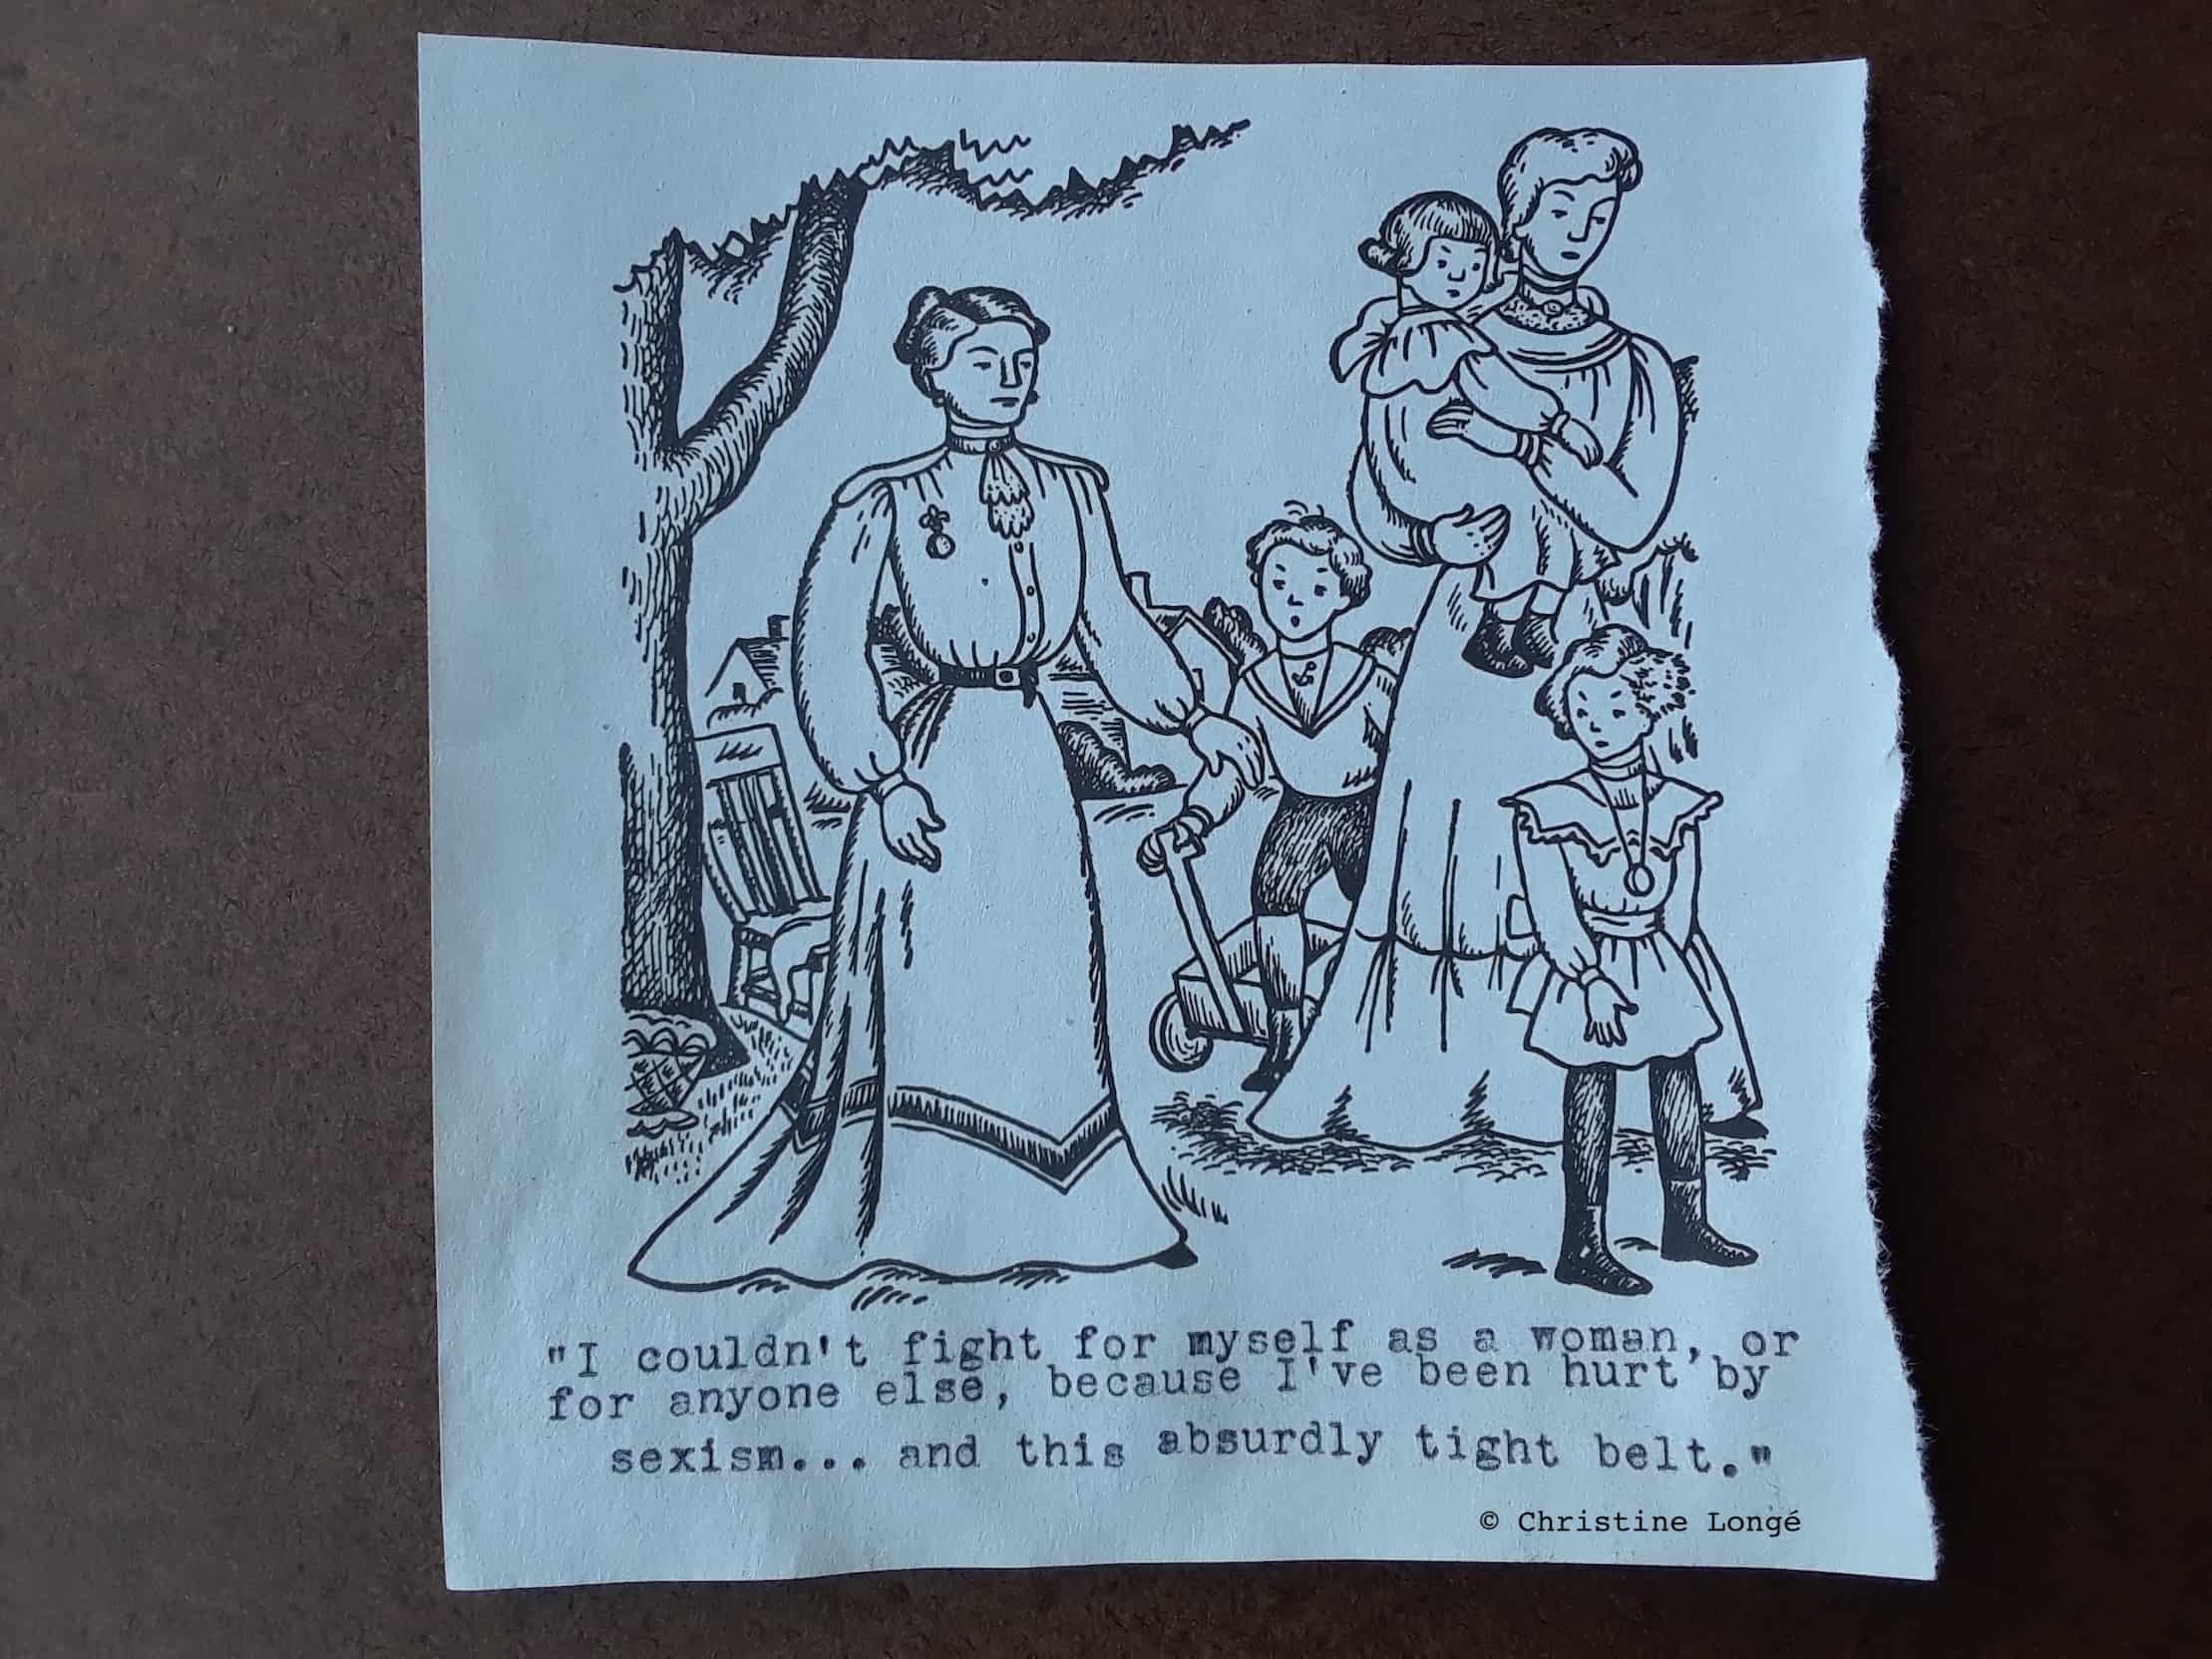 "I couldn't fight for myself as a woman, or
for anyone else, because I've been hurt by
sexism... and this absurdly tight belt."
© Christine Longé